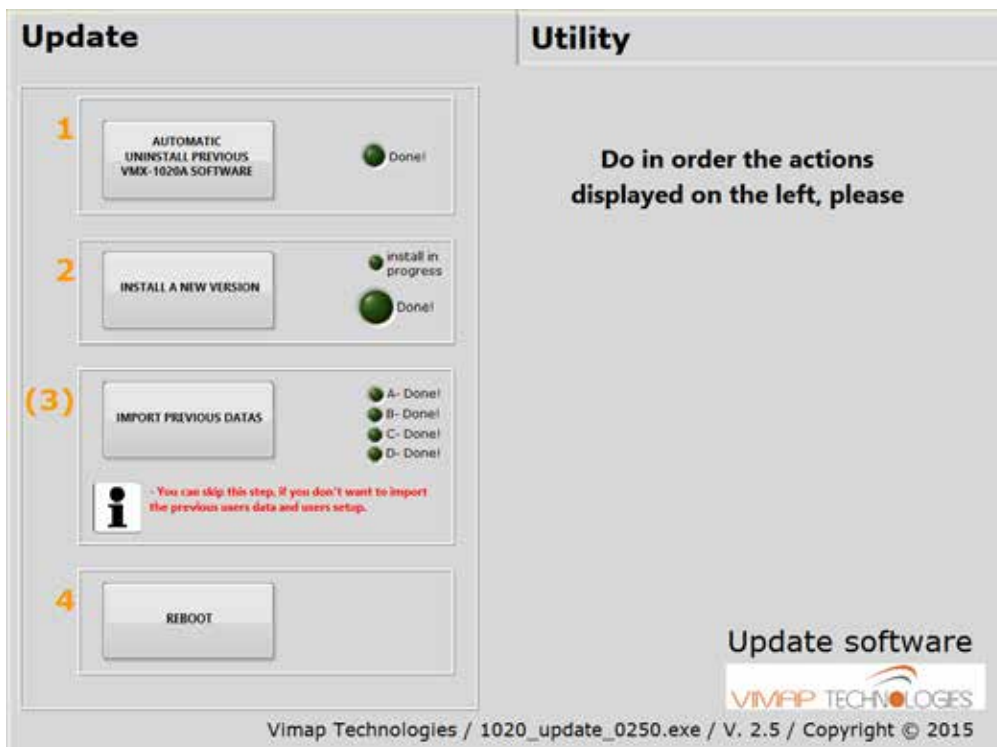 Update
Utility
1
AUTOMATIC
UNINSTALL PREVIOUS
VMX-1020A SOFTWARE
Done!
2
INSTALL A NEW VERSION
install in
progress
Done!
(3)
IMPORT PREVIOUS DATAS
A- Done!
B- Done!
C- Done!
D- Done!
- You can skip this step, if you don't want to import
the previous users data and users setup.
4
REBOOT
Do in order the actions
displayed on the left, please
Update software
VIMAP TECHNOLOGIES
Vimap Technologies / 1020_update_0250.exe / V. 2.5 / Copyright © 2015